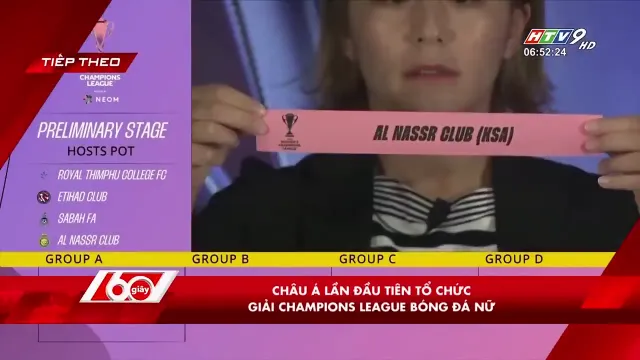 TIẾP THEO
CHAMPIONS
LEAGUE
NEOM
HTV9 HD
06:52:24
PRELIMINARY STAGE
HOSTS POT
ROYAL THIMPHU COLLEGE FC
ETIHAD CLUB
SABAH FA
AL NASSR CLUB
AL NASSR CLUB (KSA)
CHAMPIONS LEAGUE
GROUP A
GROUP B
GROUP C
GROUP D
60 giây
CHÂU Á LẦN ĐẦU TIÊN TỔ CHỨC
GIẢI CHAMPIONS LEAGUE BÓNG ĐÁ NỮ